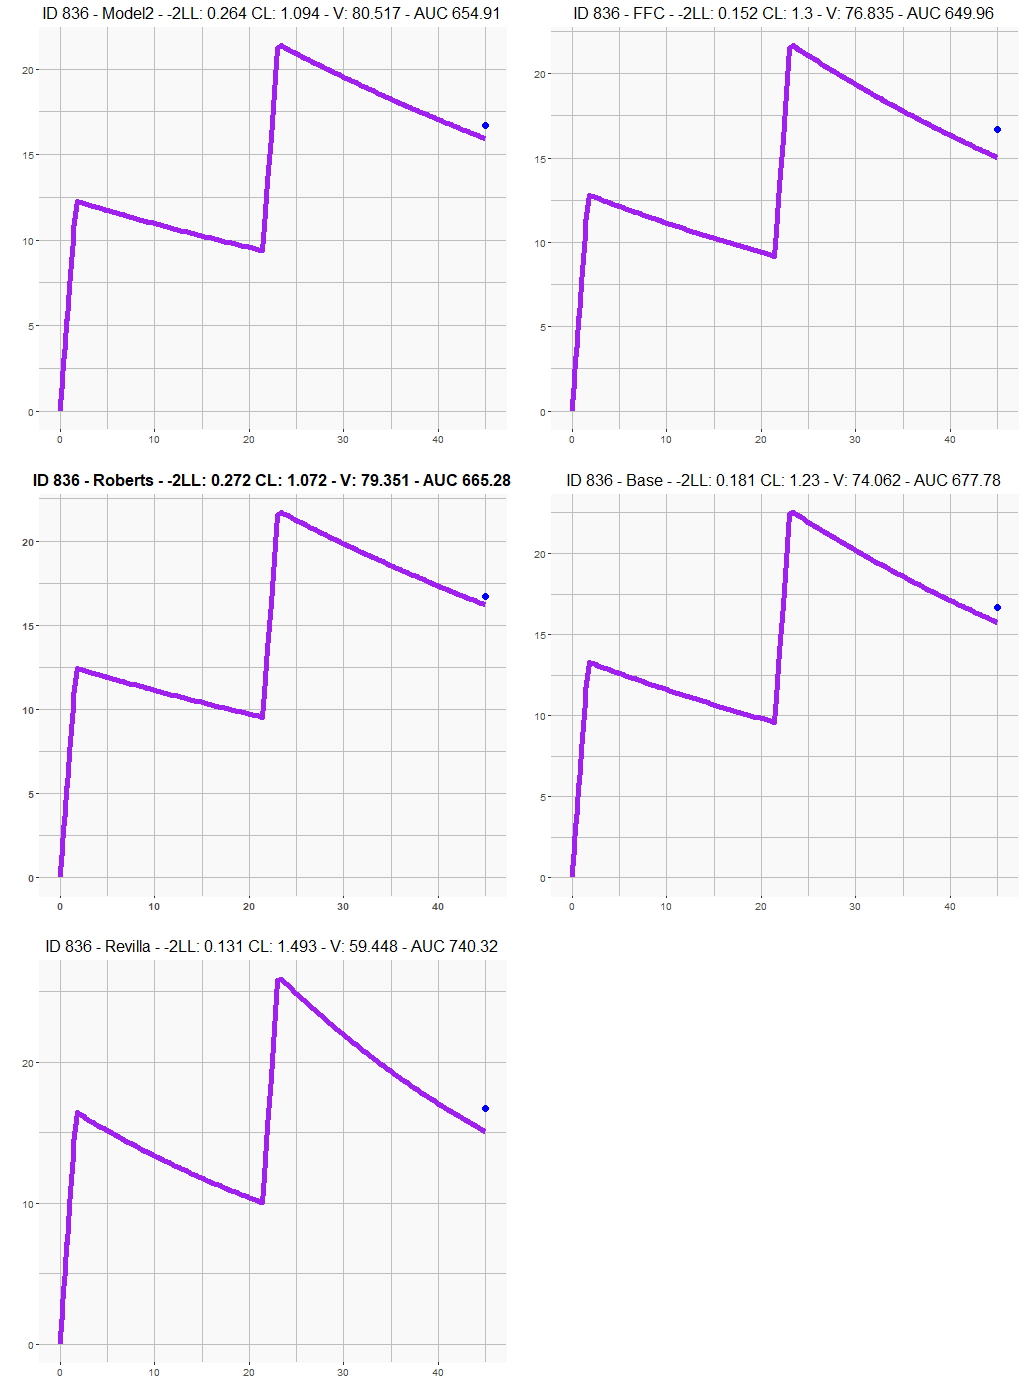 ID 836 - Model2 - -2LL: 0.264 CL: 1.094 - V: 80.517 - AUC 654.91
20
15
10
5
0
0 10 20 30 40
ID 836 - FFC - -2LL: 0.152 CL: 1.3 - V: 76.835 - AUC 649.96
20
15
10
5
0
0 10 20 30 40
ID 836 - Roberts - -2LL: 0.272 CL: 1.072 - V: 79.351 - AUC 665.28
20
15
10
5
0
0 10 20 30 40
ID 836 - Base - -2LL: 0.181 CL: 1.23 - V: 74.062 - AUC 677.78
20
15
10
5
0
0 10 20 30 40
ID 836 - Revilla - -2LL: 0.131 CL: 1.493 - V: 59.448 - AUC 740.32
20
10
0
0 10 20 30 40